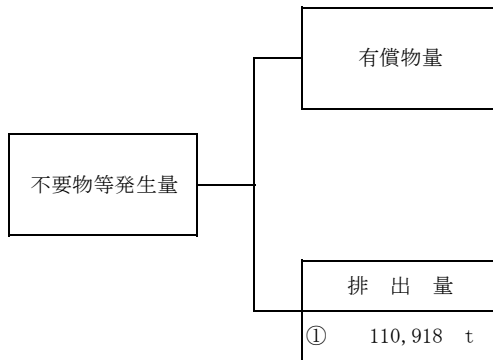 有償物量
不要物等発生量
排 出 量
① 110,918 t